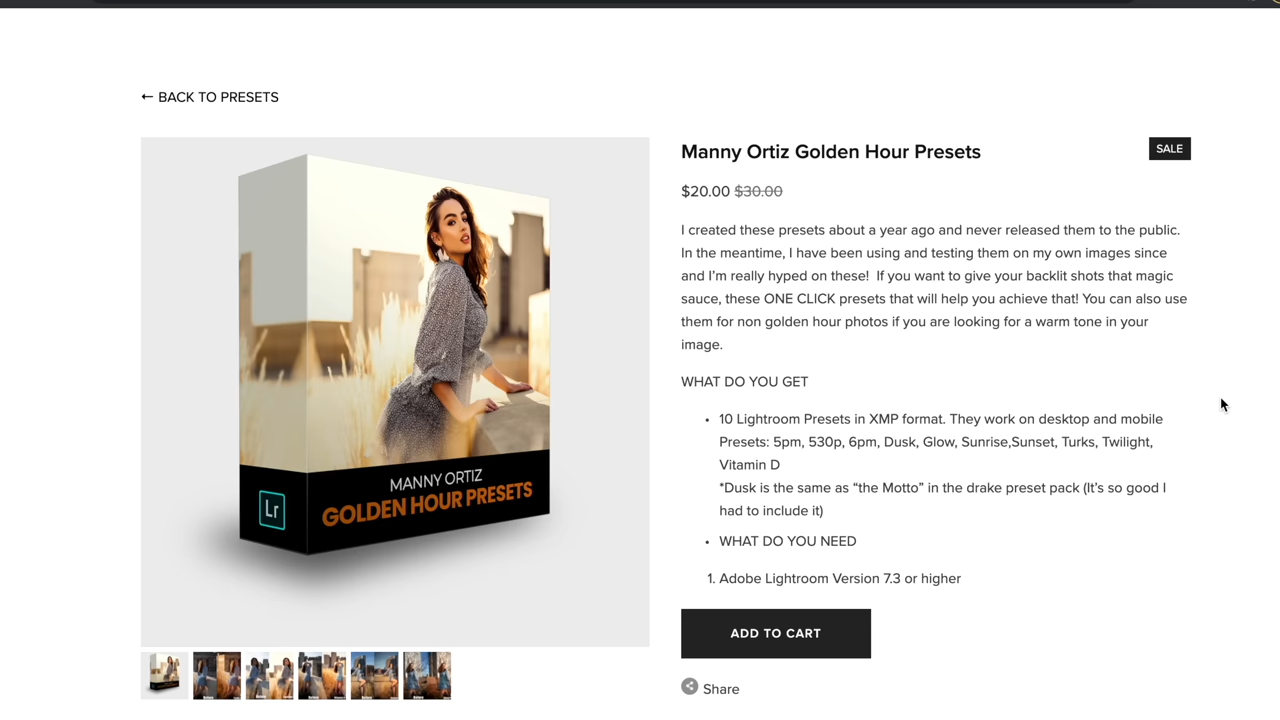 ← BACK TO PRESETS
Manny Ortiz Golden Hour Presets
SALE
$20.00 $30.00
I created these presets about a year ago and never released them to the public.
In the meantime, I have been using and testing them on my own images since
and I'm really hyped on these!  If you want to give your backlit shots that magic
sauce, these ONE CLICK presets that will help you achieve that! You can also use
them for non golden hour photos if you are looking for a warm tone in your
image.
WHAT DO YOU GET
• 10 Lightroom Presets in XMP format. They work on desktop and mobile
Presets: 5pm, 530p, 6pm, Dusk, Glow, Sunrise,Sunset, Turks, Twilight,
Vitamin D
*Dusk is the same as “the Motto” in the drake preset pack (It's so good I
had to include it)
• WHAT DO YOU NEED
1. Adobe Lightroom Version 7.3 or higher
ADD TO CART
Share
MANNY ORTIZ
Lr
GOLDEN HOUR PRESETS